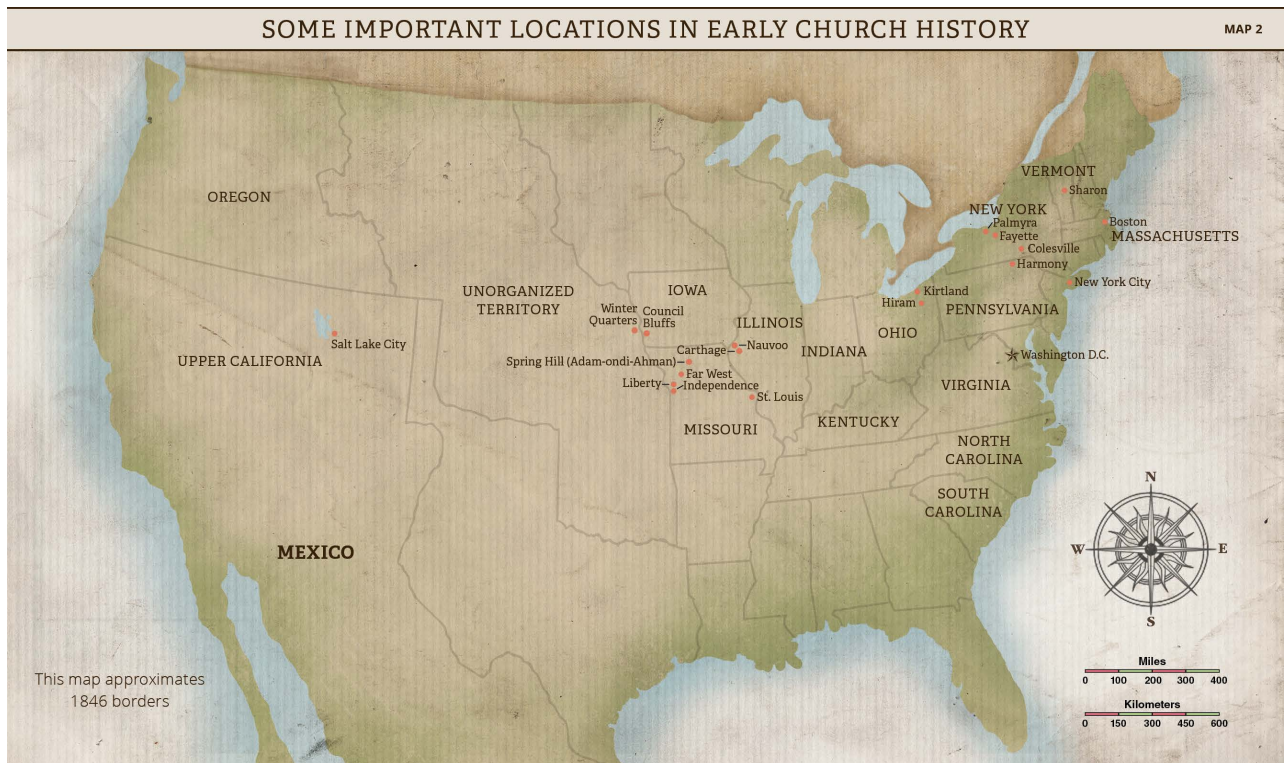 SOME IMPORTANT LOCATIONS IN EARLY CHURCH HISTORY
MAP 2
VERMONT
Sharon
OREGON
NEW YORK
Palmyra
Boston
Fayette
MASSACHUSETTS
Colesville
Harmony
New York City
UNORGANIZED
TERRITORY
IOWA
Kirtland
Hiram
PENNSYLVANIA
Winter
Quarters
Council
Bluffs
ILLINOIS
OHIO
Salt Lake City
Nauvoo
Carthage
INDIANA
Washington D.C.
UPPER CALIFORNIA
Spring Hill (Adam-ondi-Ahman)
Far West
Liberty
Independence
VIRGINIA
St. Louis
KENTUCKY
MISSOURI
NORTH
CAROLINA
SOUTH
CAROLINA
MEXICO
N
W
E
S
This map approximates
1846 borders
Miles
0 100 200 300 400
Kilometers
0 150 300 450 600